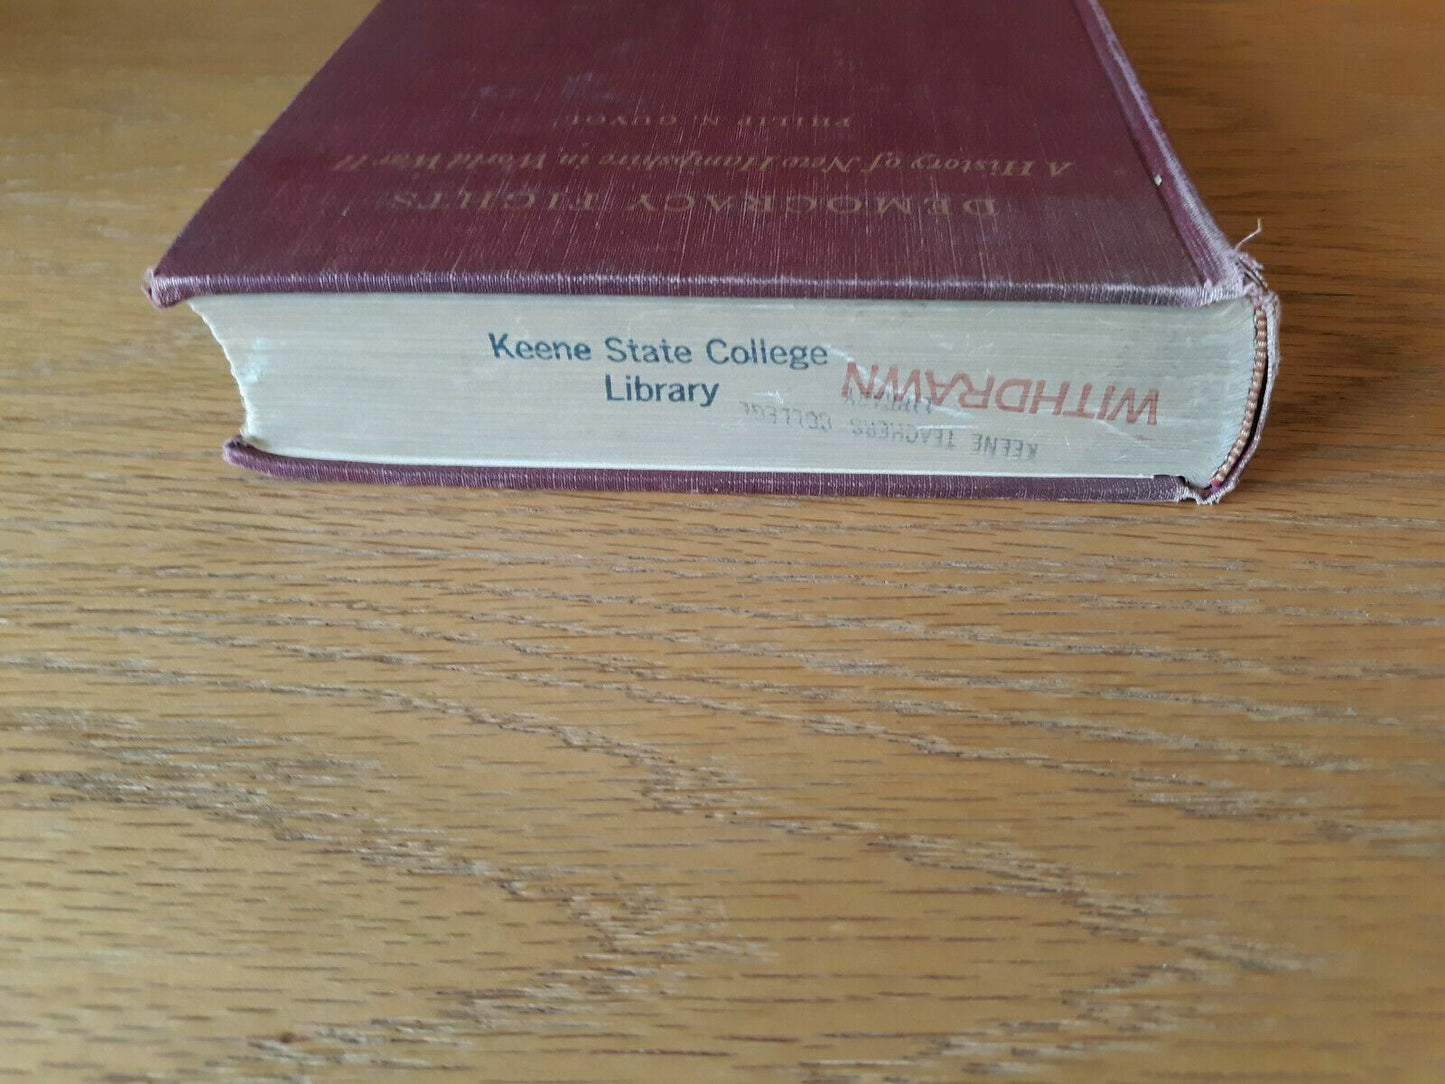 DEMOCRACY FIGHTS
A History of New Hampshire in World War II
PHILIP N. GUYOL
Keene State College
Library
WITHDRAWN
KEENE TEACHERS COLLEGE
LIBRARY